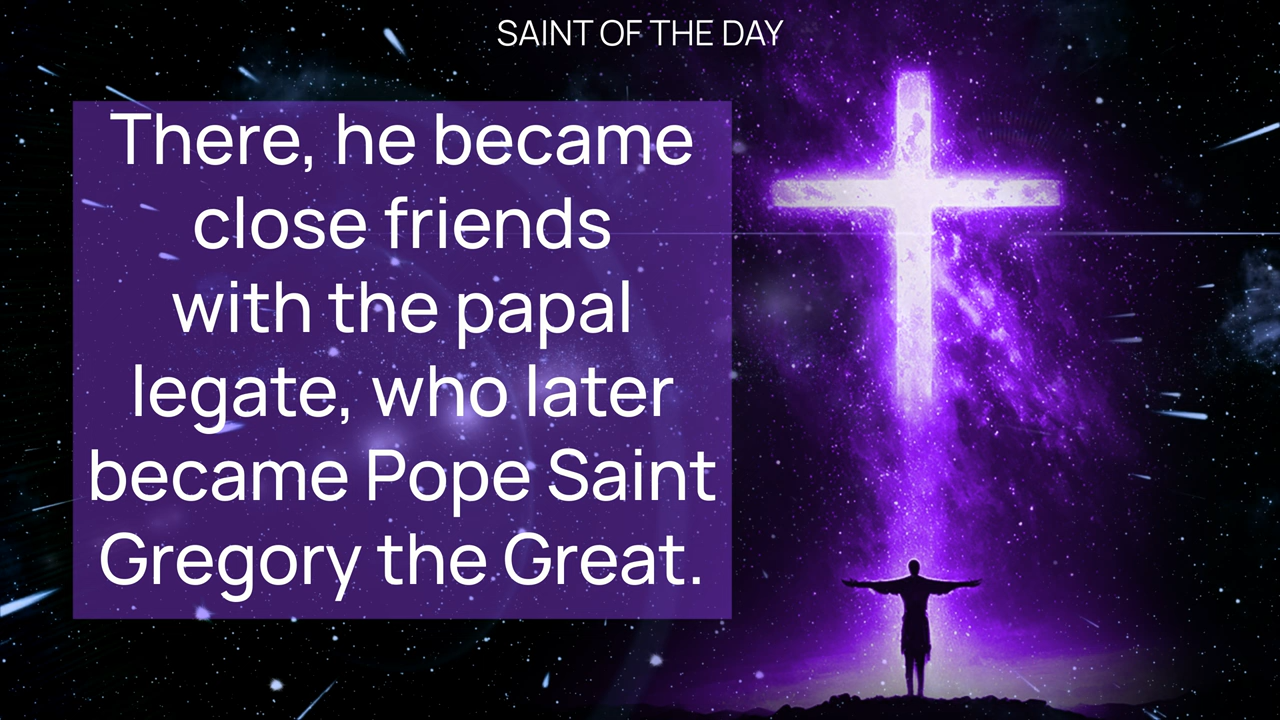 SAINT OF THE DAY
There, he became
close friends
with the papal
legate, who later
became Pope Saint
Gregory the Great.